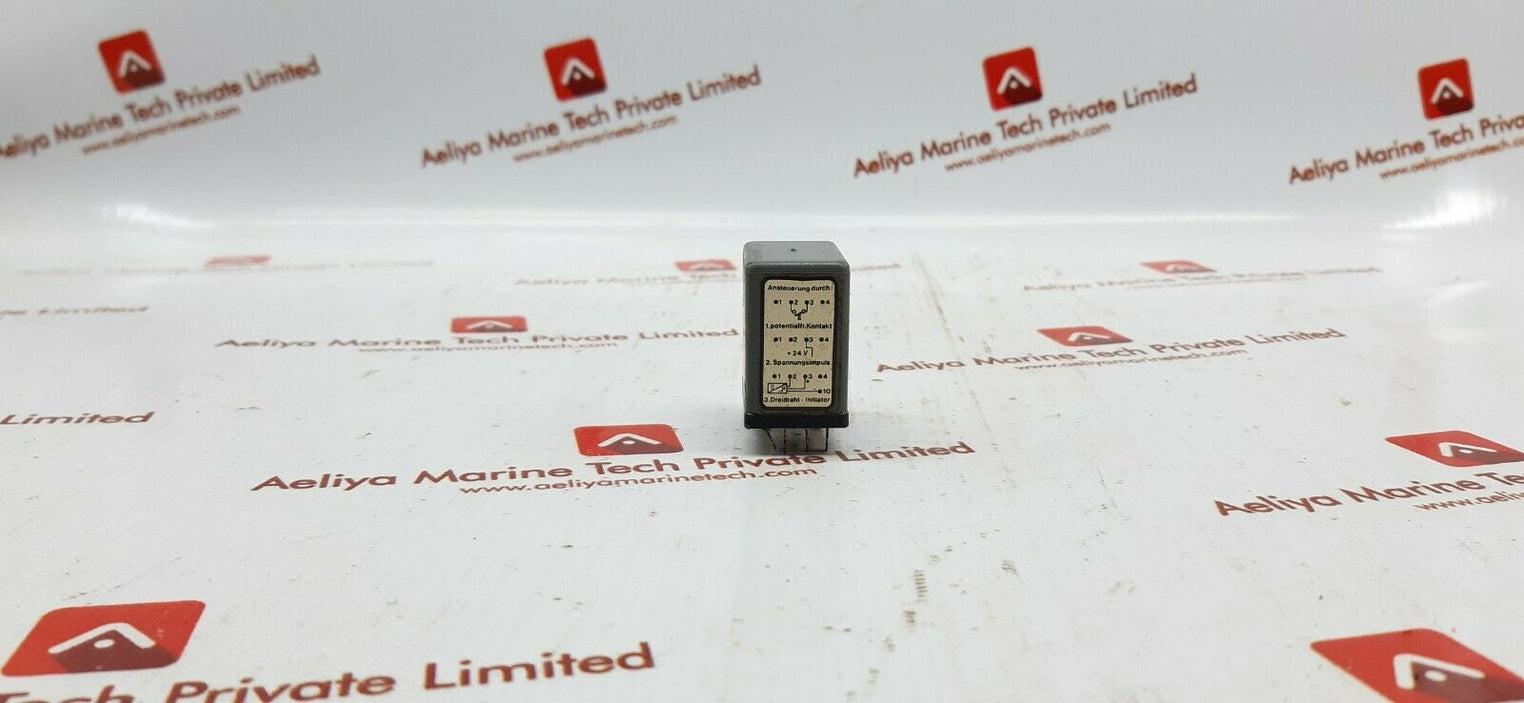 Aeliya Marine Tech Private Limited
www.aeliyamarinetech.com
Aeliya Marine Tech Private Limited
www.aeliyamarinetech.com
Aeliya Marine Tech Private Limited
www.aeliyamarinetech.com
Aeliya Marine Tech Priva
www.aeliyamarinetech.
Ansteuerung durch:
1 2 3 4
1.potentialfr.Kontakt
1 2 3 4
+ 24 V
2. Spannungsimpuls
1 2 3 4
+
- 10
3.Dreidraht - Initiator
Aeliya Marine Tech Private Limited
www.aeliyamarinetech.com
Aeliya Marine Tech Private Limited
www.aeliyamarinetech.com
Limited
Aeliya Marine Tech Private Limited
www.aeliyamarinetech.com
Aeliya Marine Te
www.aeliy
Private Limited